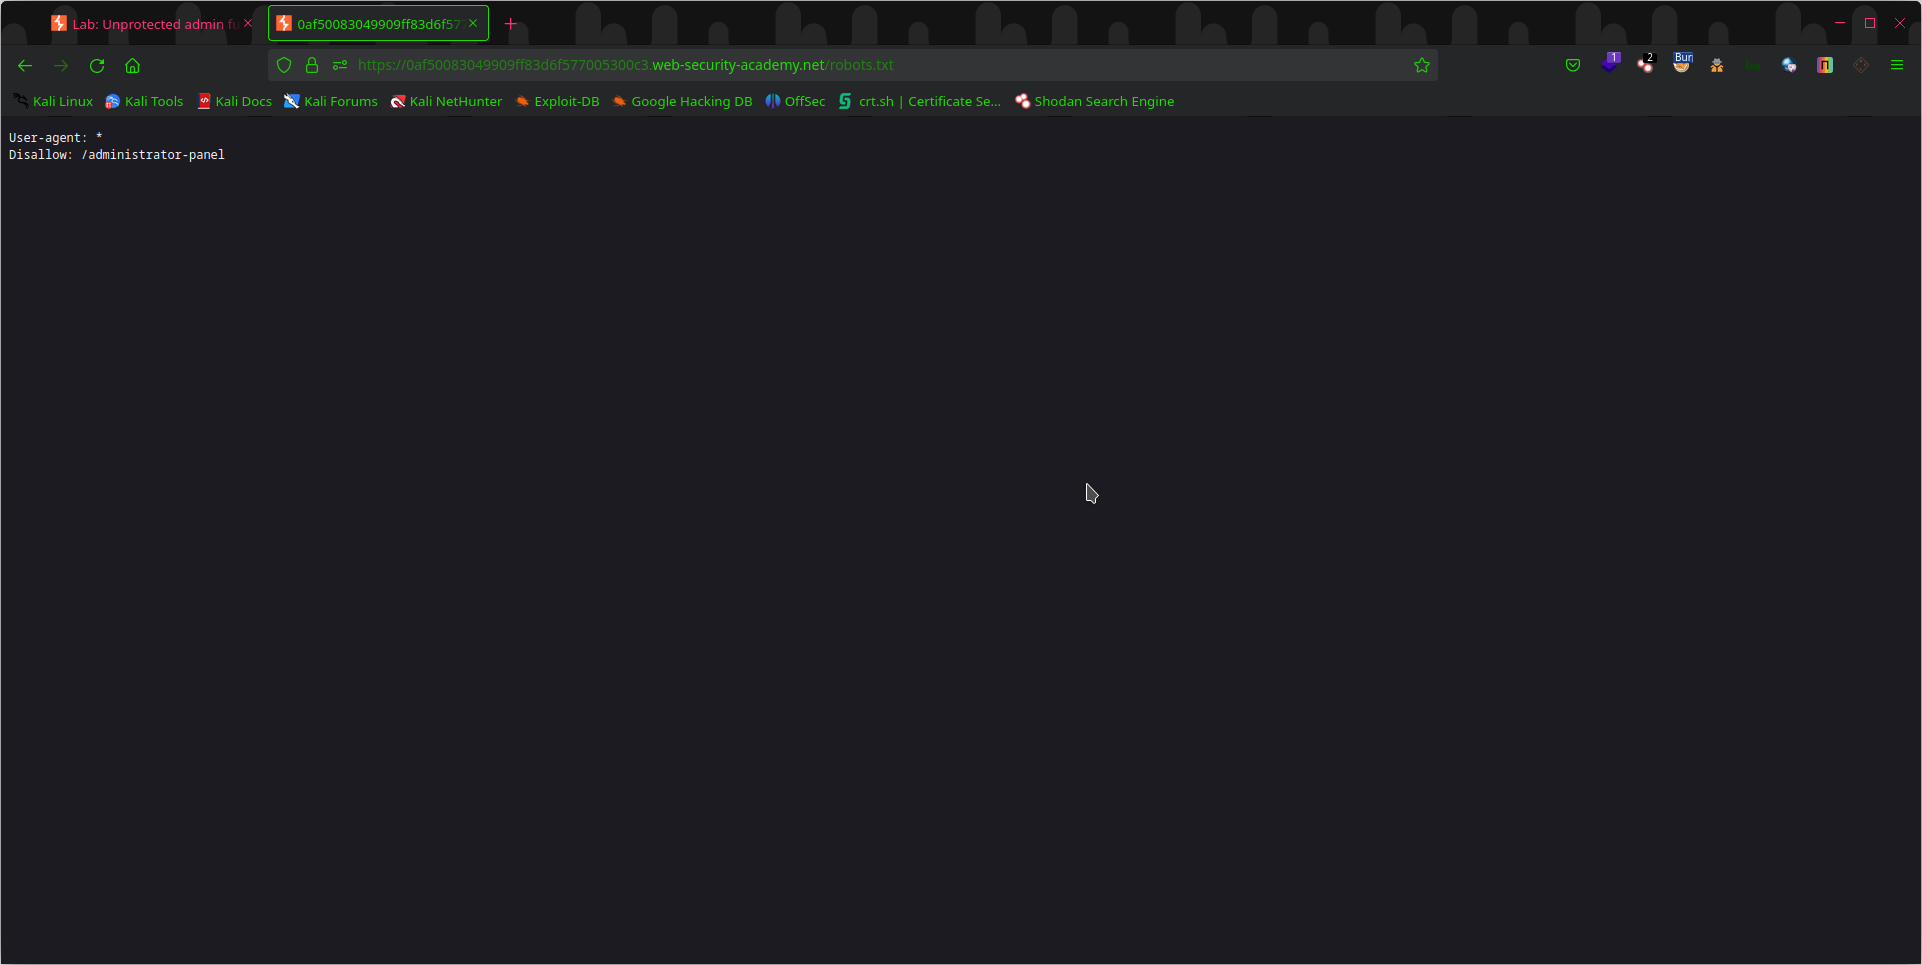 Lab: Unprotected admin fu
0af50083049909ff83d6f57
https://0af50083049909ff83d6f577005300c3.web-security-academy.net/robots.txt
1
2
Bur
Kali Linux
Kali Tools
Kali Docs
Kali Forums
Kali NetHunter
Exploit-DB
Google Hacking DB
OffSec
crt.sh | Certificate Se...
Shodan Search Engine
User-agent: *
Disallow: /administrator-panel